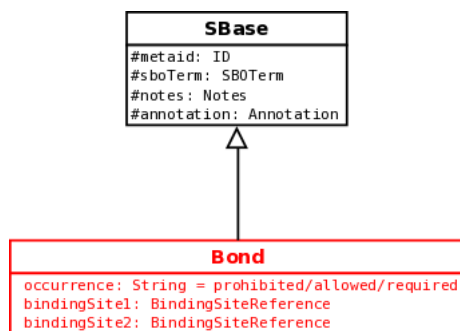 SBase
#metaid: ID
#sboTerm: SBOTerm
#notes: Notes
#annotation: Annotation
Bond
occurrence: String = prohibited/allowed/required
bindingSite1: BindingSiteReference
bindingSite2: BindingSiteReference